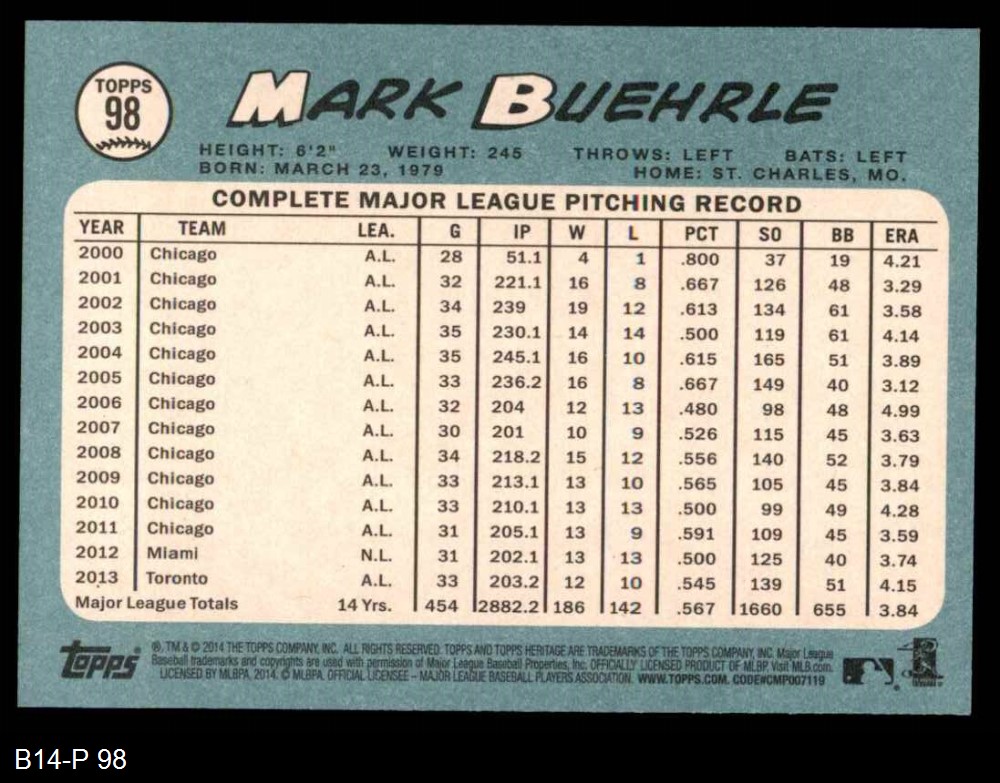 TOPPS
98
MARK BUEHRLE
HEIGHT: 6'2" WEIGHT: 245 THROWS: LEFT BATS: LEFT
BORN: MARCH 23, 1979 HOME: ST. CHARLES, MO.
COMPLETE MAJOR LEAGUE PITCHING RECORD
YEAR TEAM LEA. G IP W L PCT SO BB ERA
2000 Chicago A.L. 28 51.1 4 1 .800 37 19 4.21
2001 Chicago A.L. 32 221.1 16 8 .667 126 48 3.29
2002 Chicago A.L. 34 239 19 12 .613 134 61 3.58
2003 Chicago A.L. 35 230.1 14 14 .500 119 61 4.14
2004 Chicago A.L. 35 245.1 16 10 .615 165 51 3.89
2005 Chicago A.L. 33 236.2 16 8 .667 149 40 3.12
2006 Chicago A.L. 32 204 12 13 .480 98 48 4.99
2007 Chicago A.L. 30 201 10 9 .526 115 45 3.63
2008 Chicago A.L. 34 218.2 15 12 .556 140 52 3.79
2009 Chicago A.L. 33 213.1 13 10 .565 105 45 3.84
2010 Chicago A.L. 33 210.1 13 13 .500 99 49 4.28
2011 Chicago A.L. 31 205.1 13 9 .591 109 45 3.59
2012 Miami N.L. 31 202.1 13 13 .500 125 40 3.74
2013 Toronto A.L. 33 203.2 12 10 .545 139 51 4.15
Major League Totals 14 Yrs. 454 2882.2 186 142 .567 1660 655 3.84
topps
®, TM & © 2014 THE TOPPS COMPANY, INC. ALL RIGHTS RESERVED. TOPPS AND TOPPS HERITAGE ARE TRADEMARKS OF THE TOPPS COMPANY, INC. Major League
Baseball trademarks and copyrights are used with permission of Major League Baseball Properties, Inc. OFFICIALLY LICENSED PRODUCT OF MLBP. Visit MLB.com.
LICENSED BY MLBPA, 2014. © MLBPA. OFFICIAL LICENSEE – MAJOR LEAGUE BASEBALL PLAYERS ASSOCIATION. WWW.TOPPS.COM. CODE#CMP007119
B14-P 98